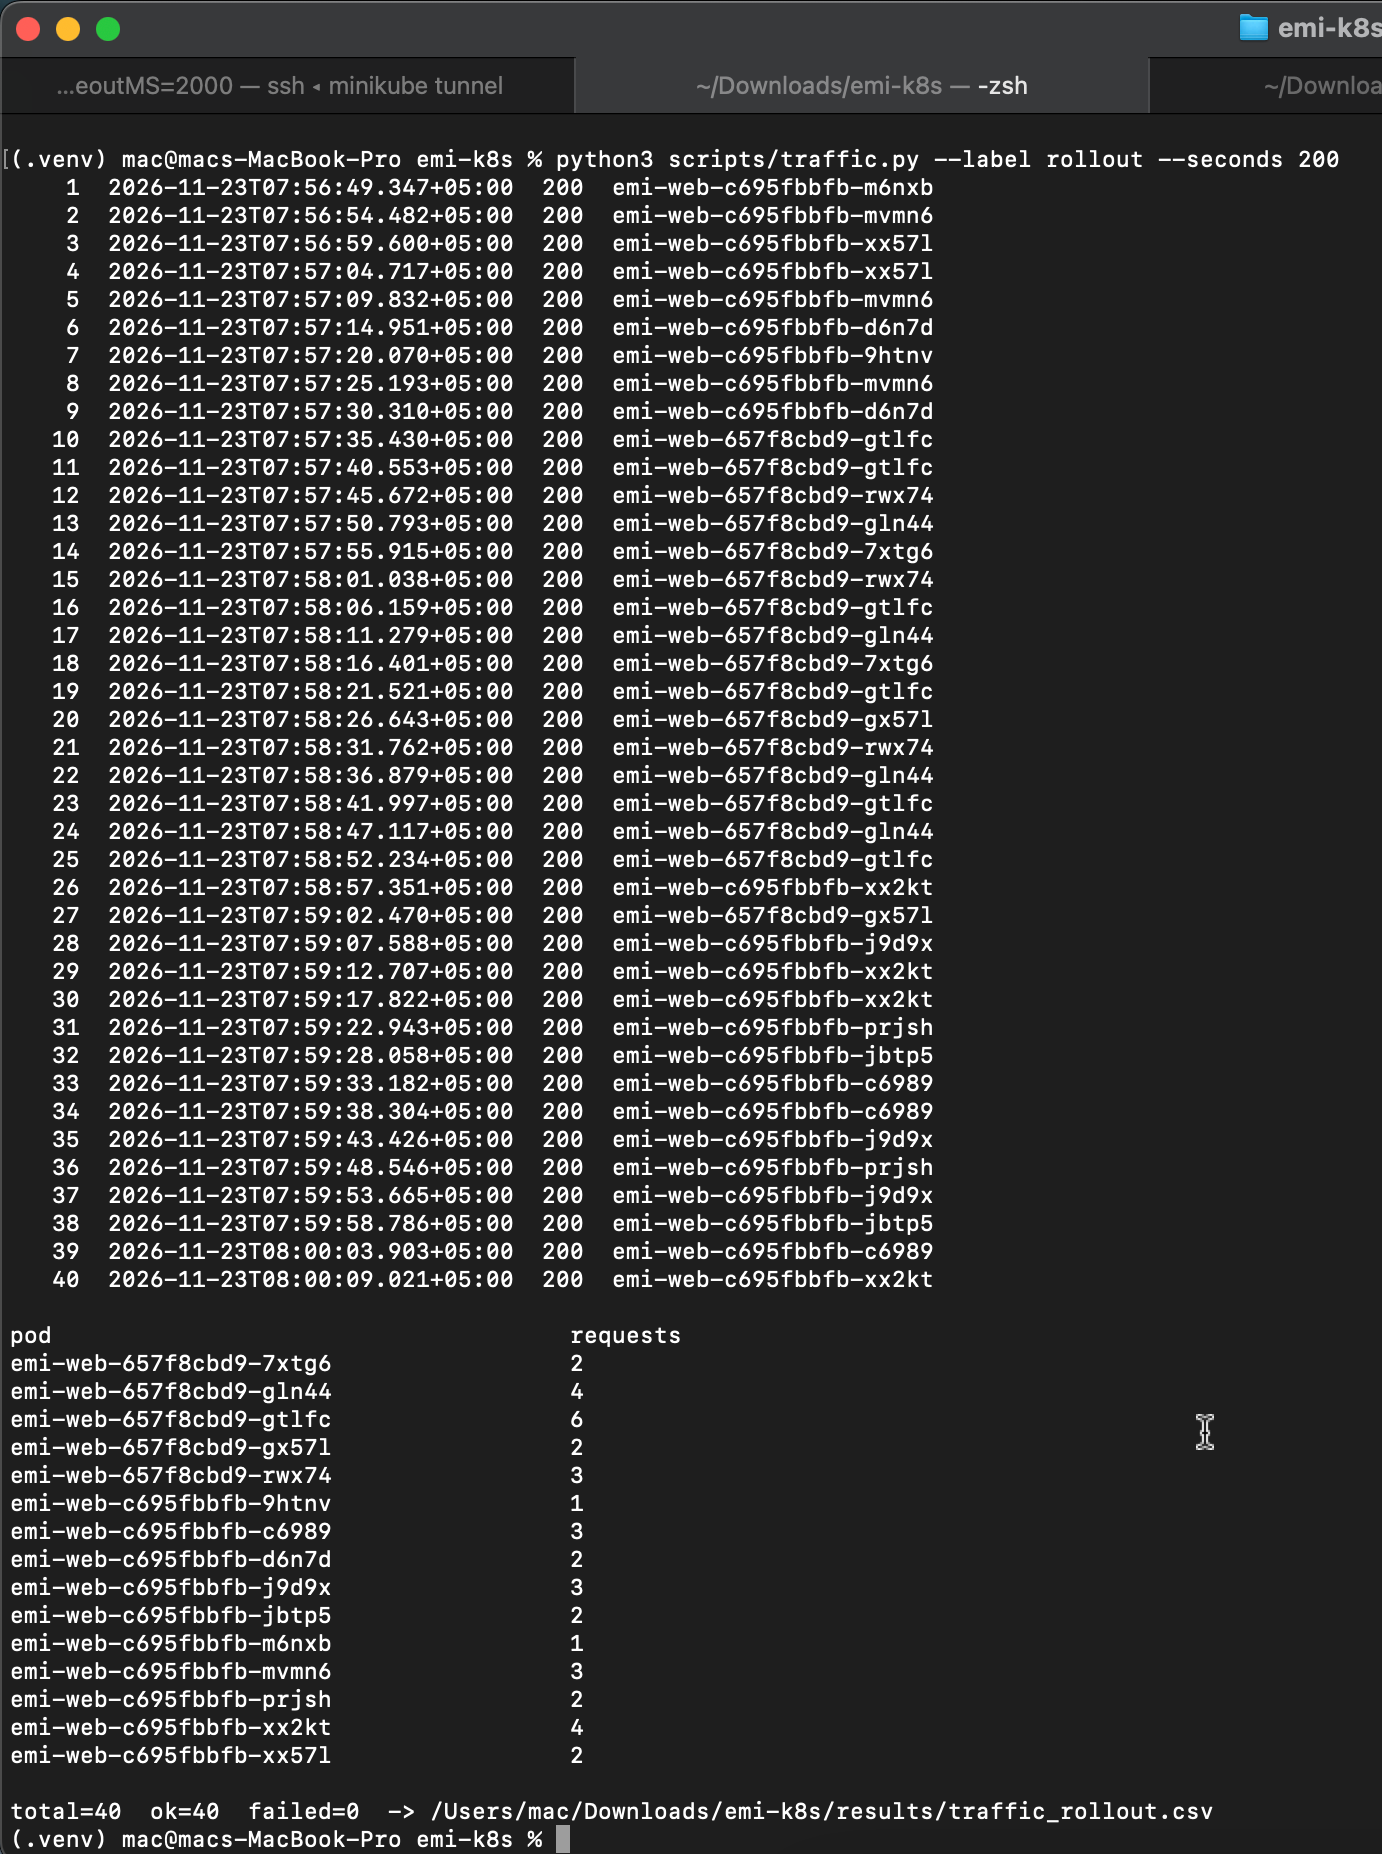 emi-k8s
...eoutMS=2000 — ssh ◂ minikube tunnel
~/Downloads/emi-k8s — -zsh
~/Downloa
[(.venv) mac@macs-MacBook-Pro emi-k8s % python3 scripts/traffic.py --label rollout --seconds 200
1 2026-11-23T07:56:49.347+05:00 200 emi-web-c695fbbfb-m6nxb
2 2026-11-23T07:56:54.482+05:00 200 emi-web-c695fbbfb-mvmn6
3 2026-11-23T07:56:59.600+05:00 200 emi-web-c695fbbfb-xx57l
4 2026-11-23T07:57:04.717+05:00 200 emi-web-c695fbbfb-xx57l
5 2026-11-23T07:57:09.832+05:00 200 emi-web-c695fbbfb-mvmn6
6 2026-11-23T07:57:14.951+05:00 200 emi-web-c695fbbfb-d6n7d
7 2026-11-23T07:57:20.070+05:00 200 emi-web-c695fbbfb-9htnv
8 2026-11-23T07:57:25.193+05:00 200 emi-web-c695fbbfb-mvmn6
9 2026-11-23T07:57:30.310+05:00 200 emi-web-c695fbbfb-d6n7d
10 2026-11-23T07:57:35.430+05:00 200 emi-web-657f8cbd9-gtlfc
11 2026-11-23T07:57:40.553+05:00 200 emi-web-657f8cbd9-gtlfc
12 2026-11-23T07:57:45.672+05:00 200 emi-web-657f8cbd9-rwx74
13 2026-11-23T07:57:50.793+05:00 200 emi-web-657f8cbd9-gln44
14 2026-11-23T07:57:55.915+05:00 200 emi-web-657f8cbd9-7xtg6
15 2026-11-23T07:58:01.038+05:00 200 emi-web-657f8cbd9-rwx74
16 2026-11-23T07:58:06.159+05:00 200 emi-web-657f8cbd9-gtlfc
17 2026-11-23T07:58:11.279+05:00 200 emi-web-657f8cbd9-gln44
18 2026-11-23T07:58:16.401+05:00 200 emi-web-657f8cbd9-7xtg6
19 2026-11-23T07:58:21.521+05:00 200 emi-web-657f8cbd9-gtlfc
20 2026-11-23T07:58:26.643+05:00 200 emi-web-657f8cbd9-gx57l
21 2026-11-23T07:58:31.762+05:00 200 emi-web-657f8cbd9-rwx74
22 2026-11-23T07:58:36.879+05:00 200 emi-web-657f8cbd9-gln44
23 2026-11-23T07:58:41.997+05:00 200 emi-web-657f8cbd9-gtlfc
24 2026-11-23T07:58:47.117+05:00 200 emi-web-657f8cbd9-gln44
25 2026-11-23T07:58:52.234+05:00 200 emi-web-657f8cbd9-gtlfc
26 2026-11-23T07:58:57.351+05:00 200 emi-web-c695fbbfb-xx2kt
27 2026-11-23T07:59:02.470+05:00 200 emi-web-657f8cbd9-gx57l
28 2026-11-23T07:59:07.588+05:00 200 emi-web-c695fbbfb-j9d9x
29 2026-11-23T07:59:12.707+05:00 200 emi-web-c695fbbfb-xx2kt
30 2026-11-23T07:59:17.822+05:00 200 emi-web-c695fbbfb-xx2kt
31 2026-11-23T07:59:22.943+05:00 200 emi-web-c695fbbfb-prjsh
32 2026-11-23T07:59:28.058+05:00 200 emi-web-c695fbbfb-jbtp5
33 2026-11-23T07:59:33.182+05:00 200 emi-web-c695fbbfb-c6989
34 2026-11-23T07:59:38.304+05:00 200 emi-web-c695fbbfb-c6989
35 2026-11-23T07:59:43.426+05:00 200 emi-web-c695fbbfb-j9d9x
36 2026-11-23T07:59:48.546+05:00 200 emi-web-c695fbbfb-prjsh
37 2026-11-23T07:59:53.665+05:00 200 emi-web-c695fbbfb-j9d9x
38 2026-11-23T07:59:58.786+05:00 200 emi-web-c695fbbfb-jbtp5
39 2026-11-23T08:00:03.903+05:00 200 emi-web-c695fbbfb-c6989
40 2026-11-23T08:00:09.021+05:00 200 emi-web-c695fbbfb-xx2kt
pod requests
emi-web-657f8cbd9-7xtg6 2
emi-web-657f8cbd9-gln44 4
emi-web-657f8cbd9-gtlfc 6
emi-web-657f8cbd9-gx57l 2
emi-web-657f8cbd9-rwx74 3
emi-web-c695fbbfb-9htnv 1
emi-web-c695fbbfb-c6989 3
emi-web-c695fbbfb-d6n7d 2
emi-web-c695fbbfb-j9d9x 3
emi-web-c695fbbfb-jbtp5 2
emi-web-c695fbbfb-m6nxb 1
emi-web-c695fbbfb-mvmn6 3
emi-web-c695fbbfb-prjsh 2
emi-web-c695fbbfb-xx2kt 4
emi-web-c695fbbfb-xx57l 2
total=40 ok=40 failed=0 -> /Users/mac/Downloads/emi-k8s/results/traffic_rollout.csv
(.venv) mac@macs-MacBook-Pro emi-k8s %